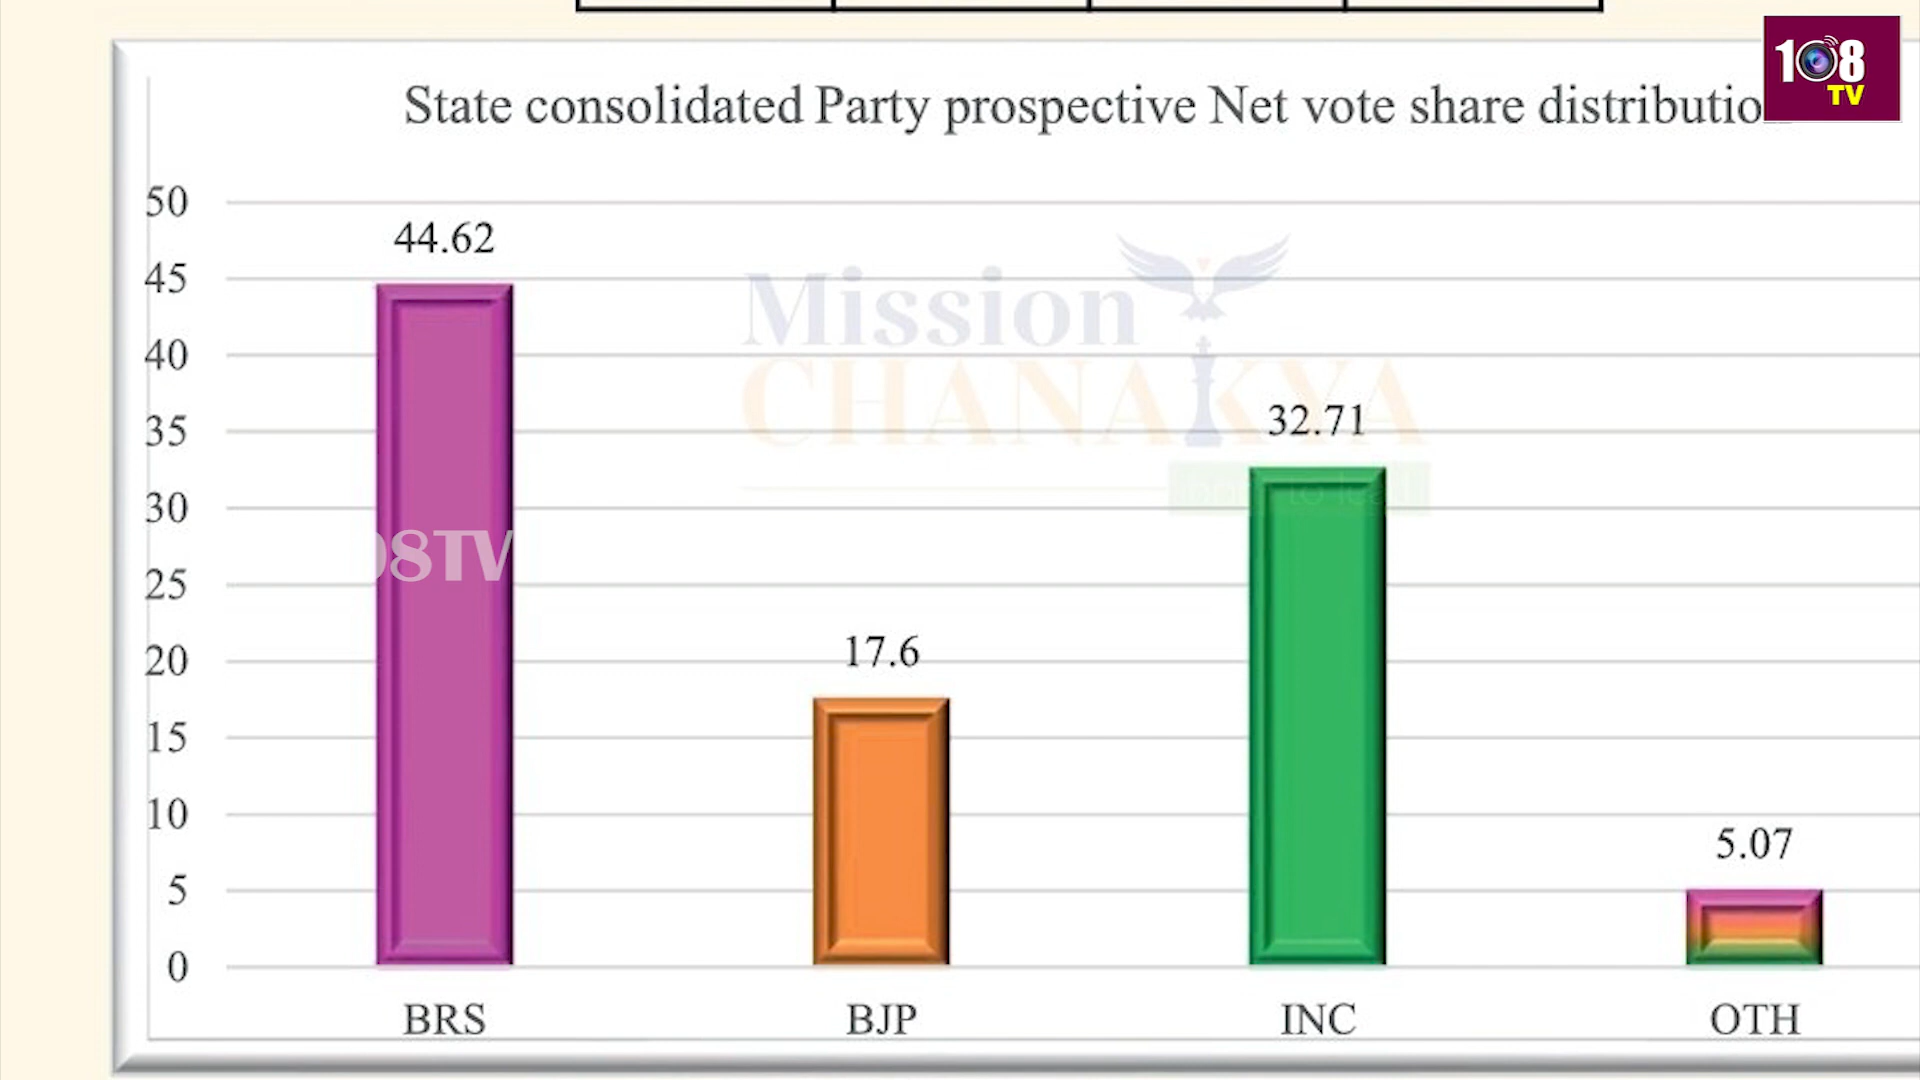 108
TV
State consolidated Party prospective Net vote share distributio
50
44.62
45
Mission
40
CHANAKYA
35
32.71
30
08TV
25
20
17.6
15
10
5.07
5
0
BRS BJP INC OTH